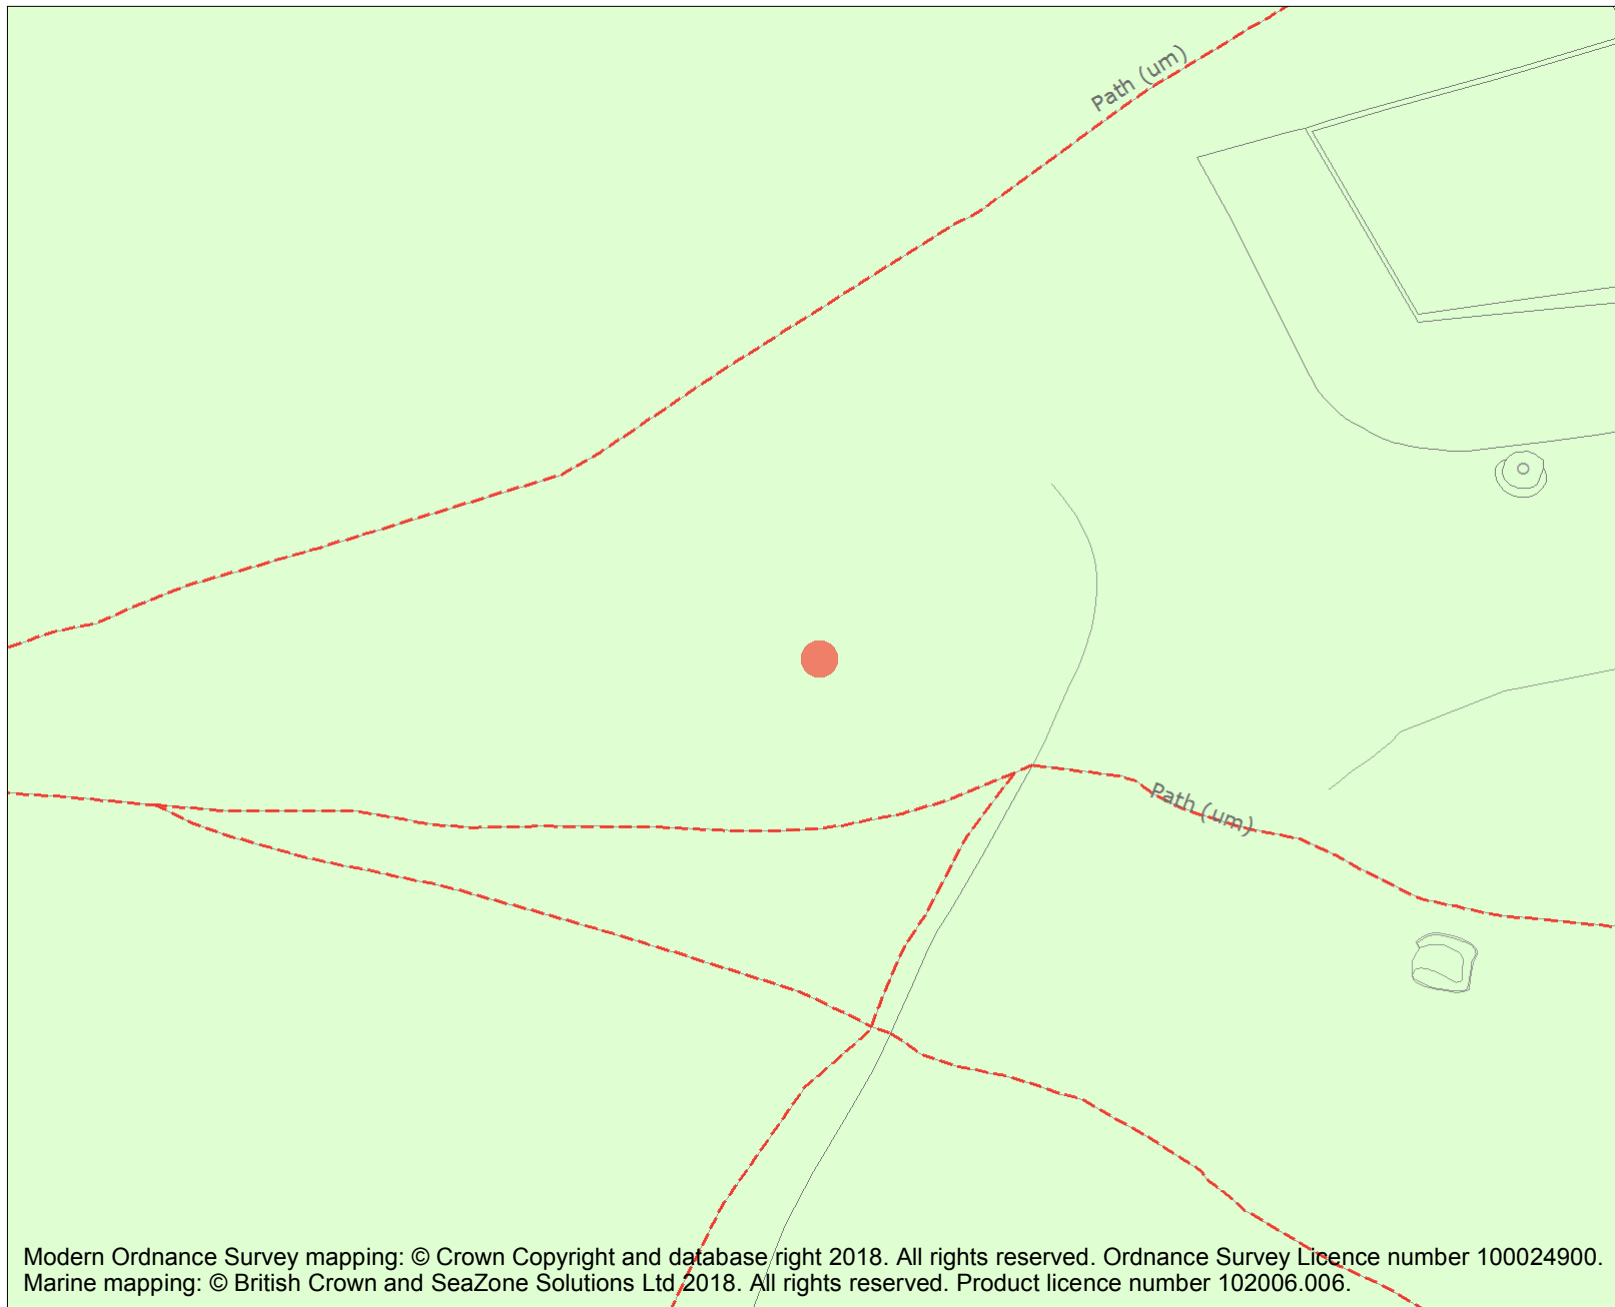 Path (um)
Path (um)
Modern Ordnance Survey mapping: © Crown Copyright and database right 2018. All rights reserved. Ordnance Survey Licence number 100024900.
Marine mapping: © British Crown and SeaZone Solutions Ltd 2018. All rights reserved. Product licence number 102006.006.